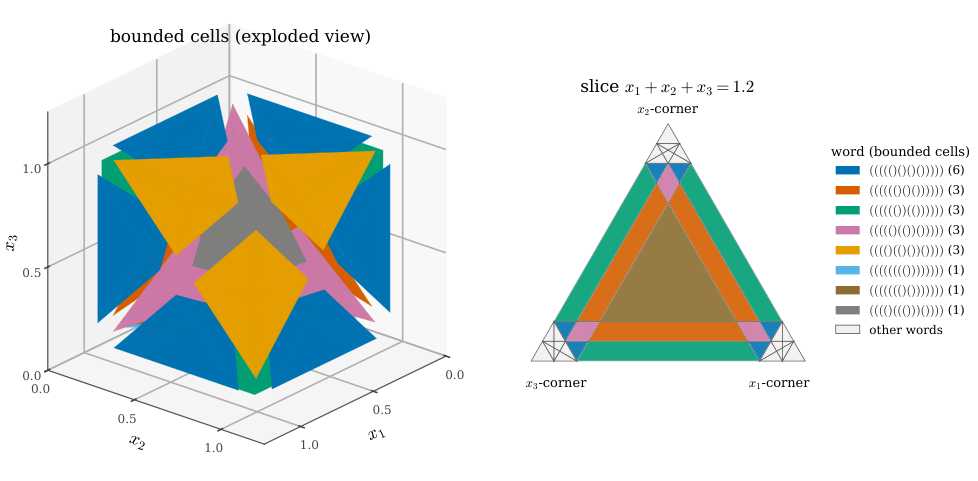 bounded cells (exploded view)
1.0
0.5
0.0
x₃
0.0
0.5
1.0
x₂
1.0
0.5
0.0
x₁
slice x₁ + x₂ + x₃ = 1.2
x₂-corner
x₃-corner
x₁-corner
word (bounded cells)
(6)
(3)
(3)
(3)
(3)
(1)
(1)
(1)
other words